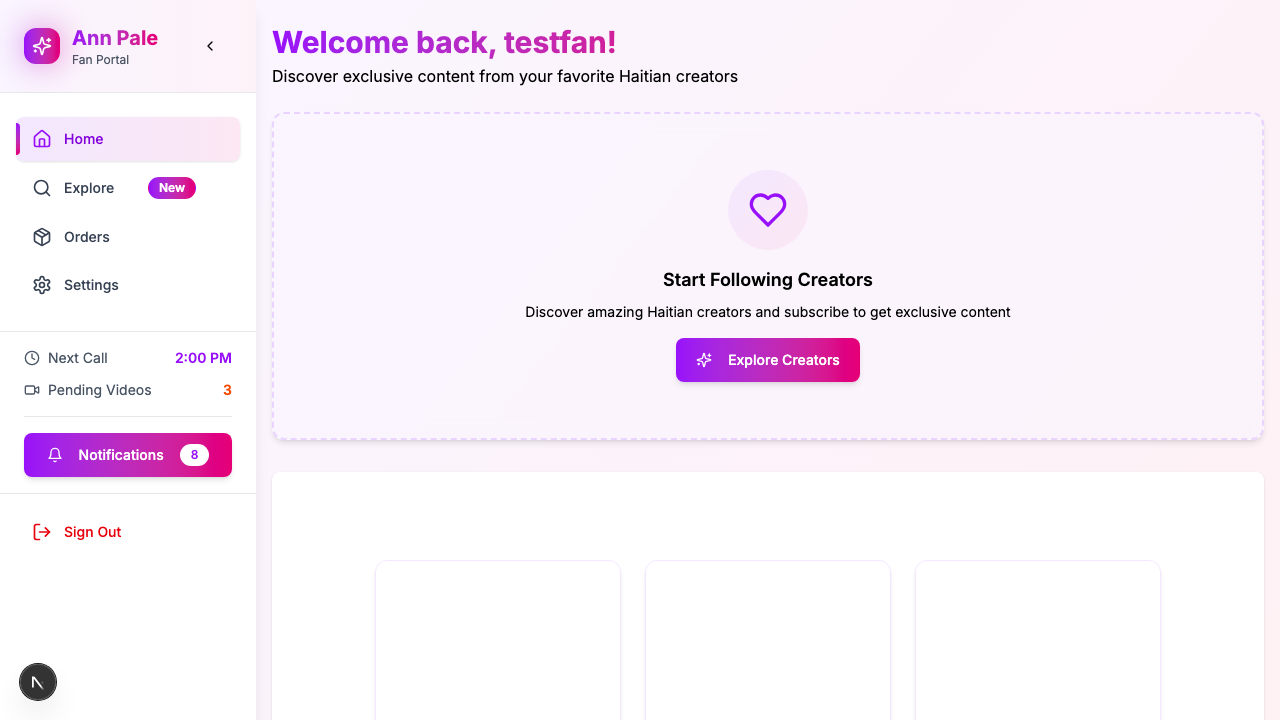 Ann Pale
Fan Portal
Home
Explore New
Orders
Settings
Next Call 2:00 PM
Pending Videos 3
Notifications 8
Sign Out
Welcome back, testfan!
Discover exclusive content from your favorite Haitian creators
Start Following Creators
Discover amazing Haitian creators and subscribe to get exclusive content
Explore Creators